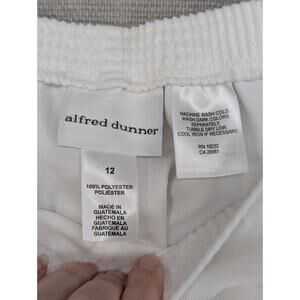 alfred dunner
12
100% POLYESTER
POLIÉSTER
MADE IN
GUATEMALA
HECHO EN
GUATEMALA
FABRIQUÉ AU
GUATEMALA
MACHINE WASH COLD.
WASH DARK COLORS
SEPARATELY.
TUMBLE DRY LOW.
COOL IRON IF NECESSARY.
RN 19232
CA 29961